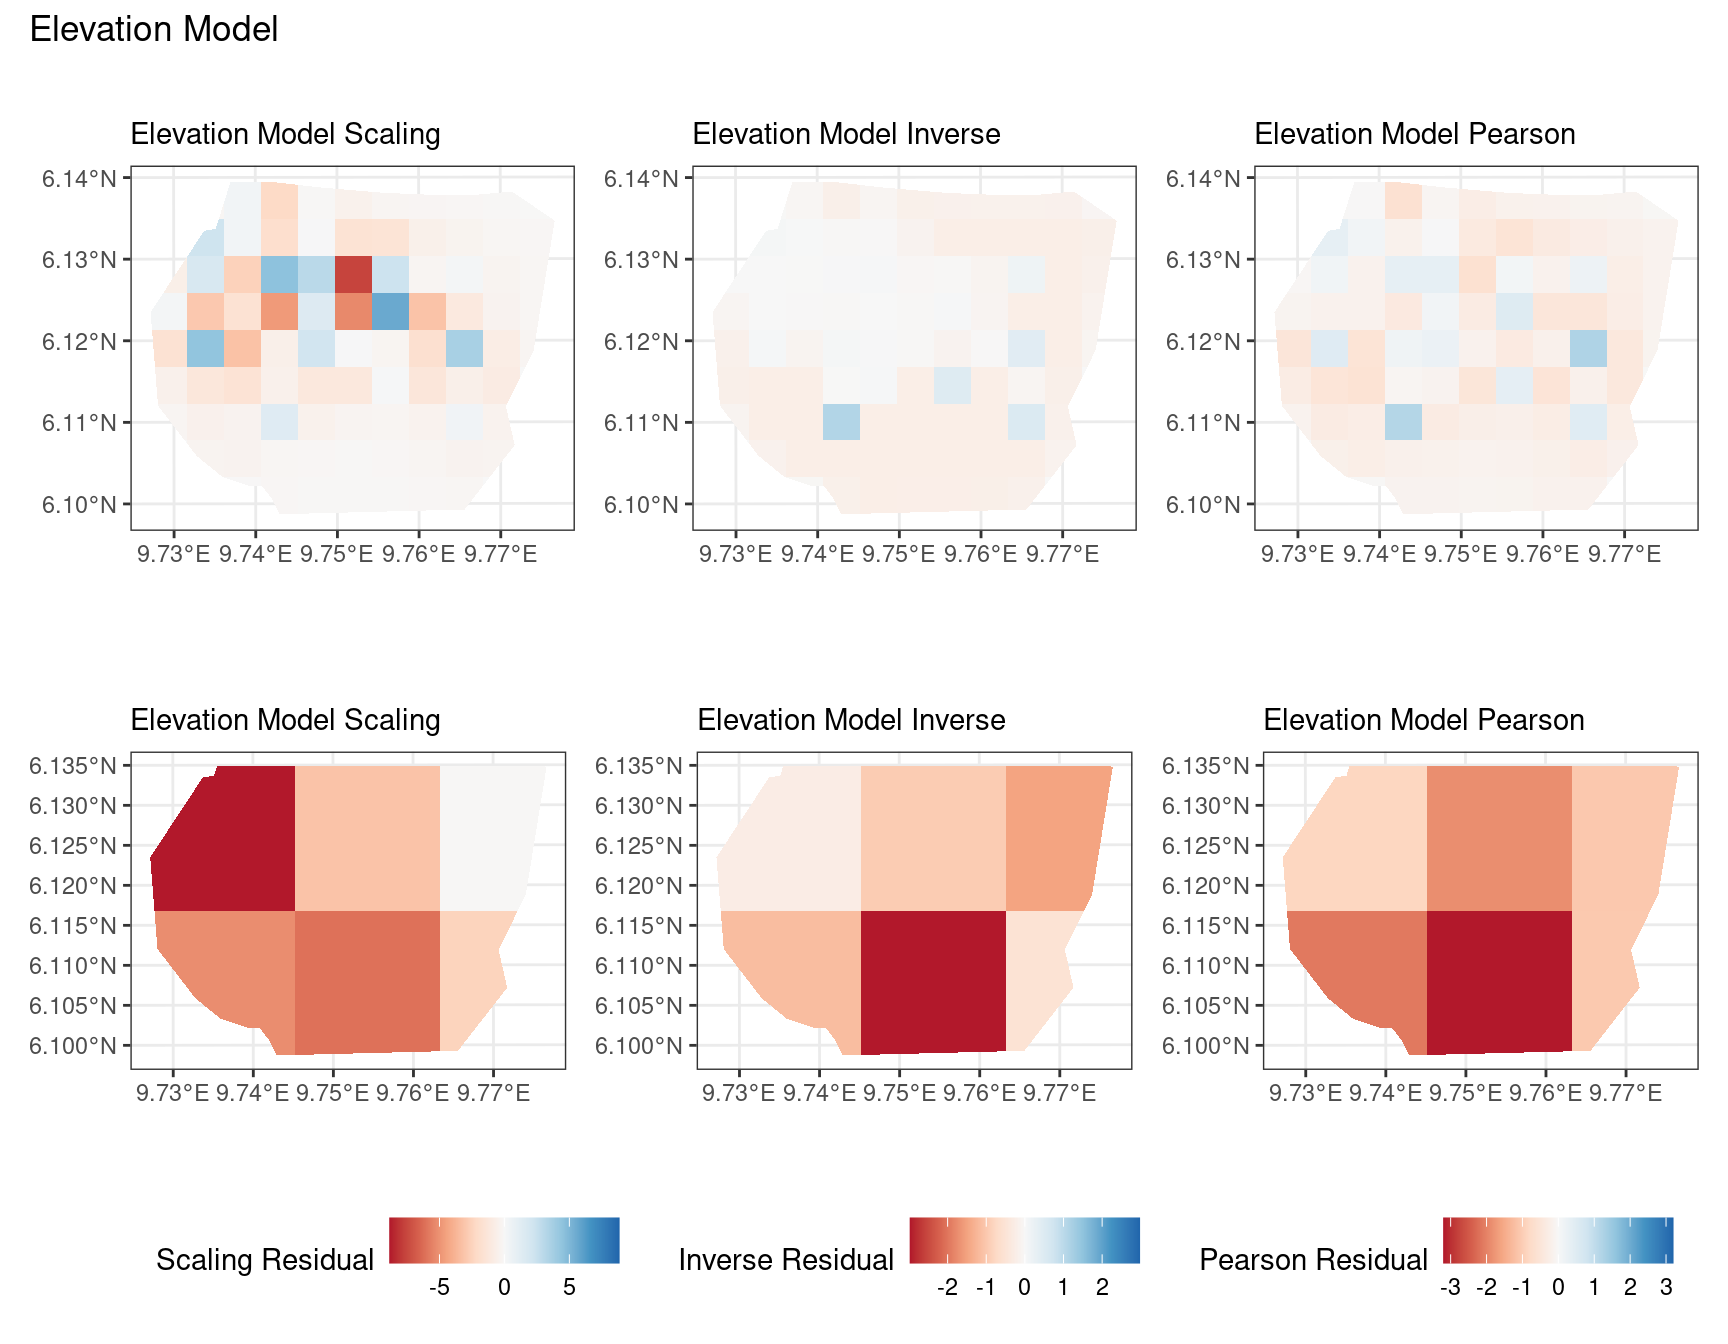 Elevation Model
Elevation Model Scaling
Elevation Model Inverse
Elevation Model Pearson
6.14°N
6.13°N
6.12°N
6.11°N
6.10°N
9.73°E 9.74°E 9.75°E 9.76°E 9.77°E
6.14°N
6.13°N
6.12°N
6.11°N
6.10°N
9.73°E 9.74°E 9.75°E 9.76°E 9.77°E
6.14°N
6.13°N
6.12°N
6.11°N
6.10°N
9.73°E 9.74°E 9.75°E 9.76°E 9.77°E
Elevation Model Scaling
Elevation Model Inverse
Elevation Model Pearson
6.135°N
6.130°N
6.125°N
6.120°N
6.115°N
6.110°N
6.105°N
6.100°N
9.73°E 9.74°E 9.75°E 9.76°E 9.77°E
6.135°N
6.130°N
6.125°N
6.120°N
6.115°N
6.110°N
6.105°N
6.100°N
9.73°E 9.74°E 9.75°E 9.76°E 9.77°E
6.135°N
6.130°N
6.125°N
6.120°N
6.115°N
6.110°N
6.105°N
6.100°N
9.73°E 9.74°E 9.75°E 9.76°E 9.77°E
Scaling Residual
-5 0 5
Inverse Residual
-2 -1 0 1 2
Pearson Residual
-3 -2 -1 0 1 2 3